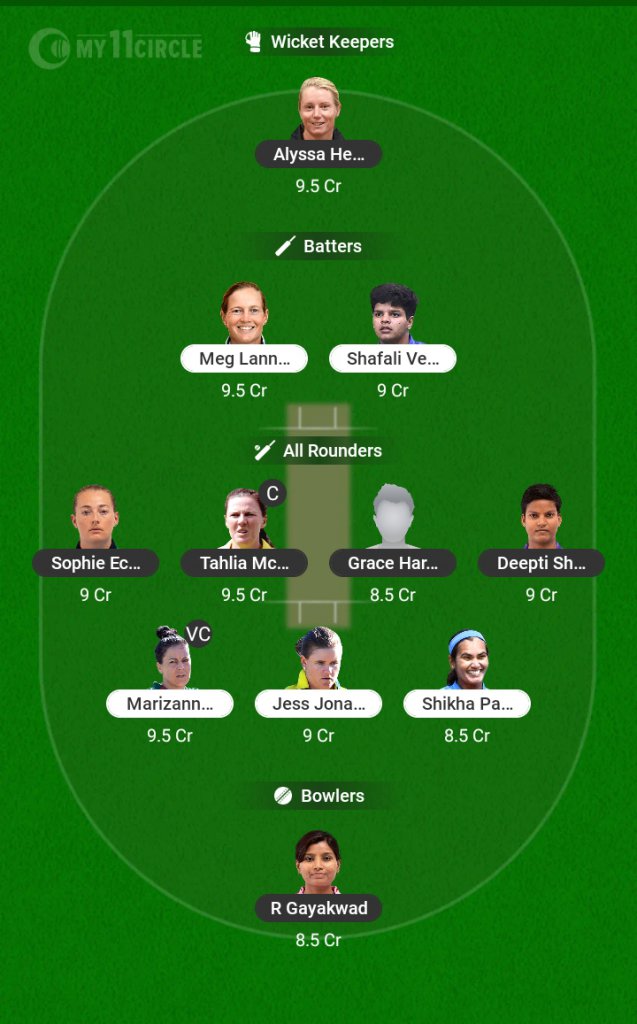 MY11CIRCLE
Wicket Keepers
Alyssa He...
9.5 Cr
Batters
Meg Lann... Shafali Ve...
9.5 Cr 9 Cr
All Rounders
C
Sophie Ec... Tahlia Mc... Grace Har... Deepti Sh...
9 Cr 9.5 Cr 8.5 Cr 9 Cr
VC
Marizann... Jess Jona... Shikha Pa...
9.5 Cr 9 Cr 8.5 Cr
Bowlers
R Gayakwad
8.5 Cr